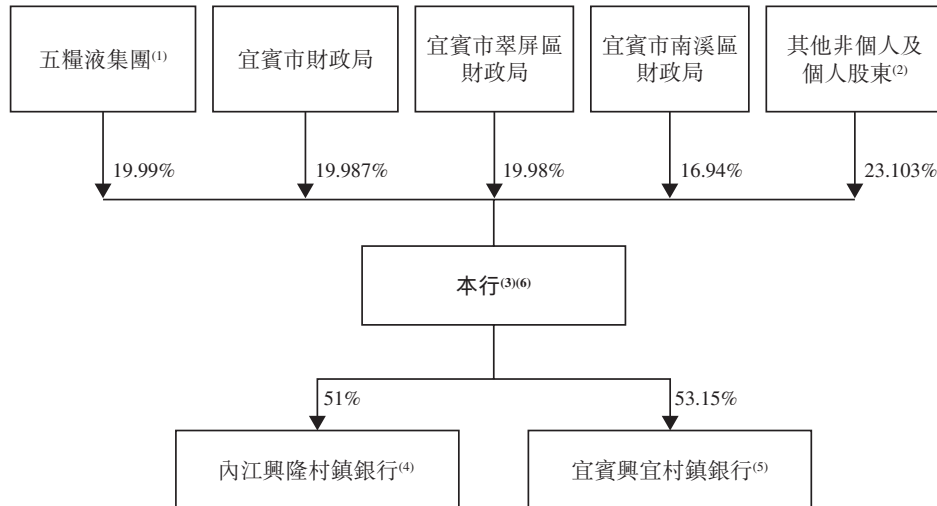 五糧液集團(1)
宜賓市財政局
宜賓市翠屏區
財政局
宜賓市南溪區
財政局
其他非個人及
個人股東(2)
19.99%
19.987%
19.98%
16.94%
23.103%
本行(3)(6)
51%
53.15%
內江興隆村鎮銀行(4)
宜賓興宜村鎮銀行(5)